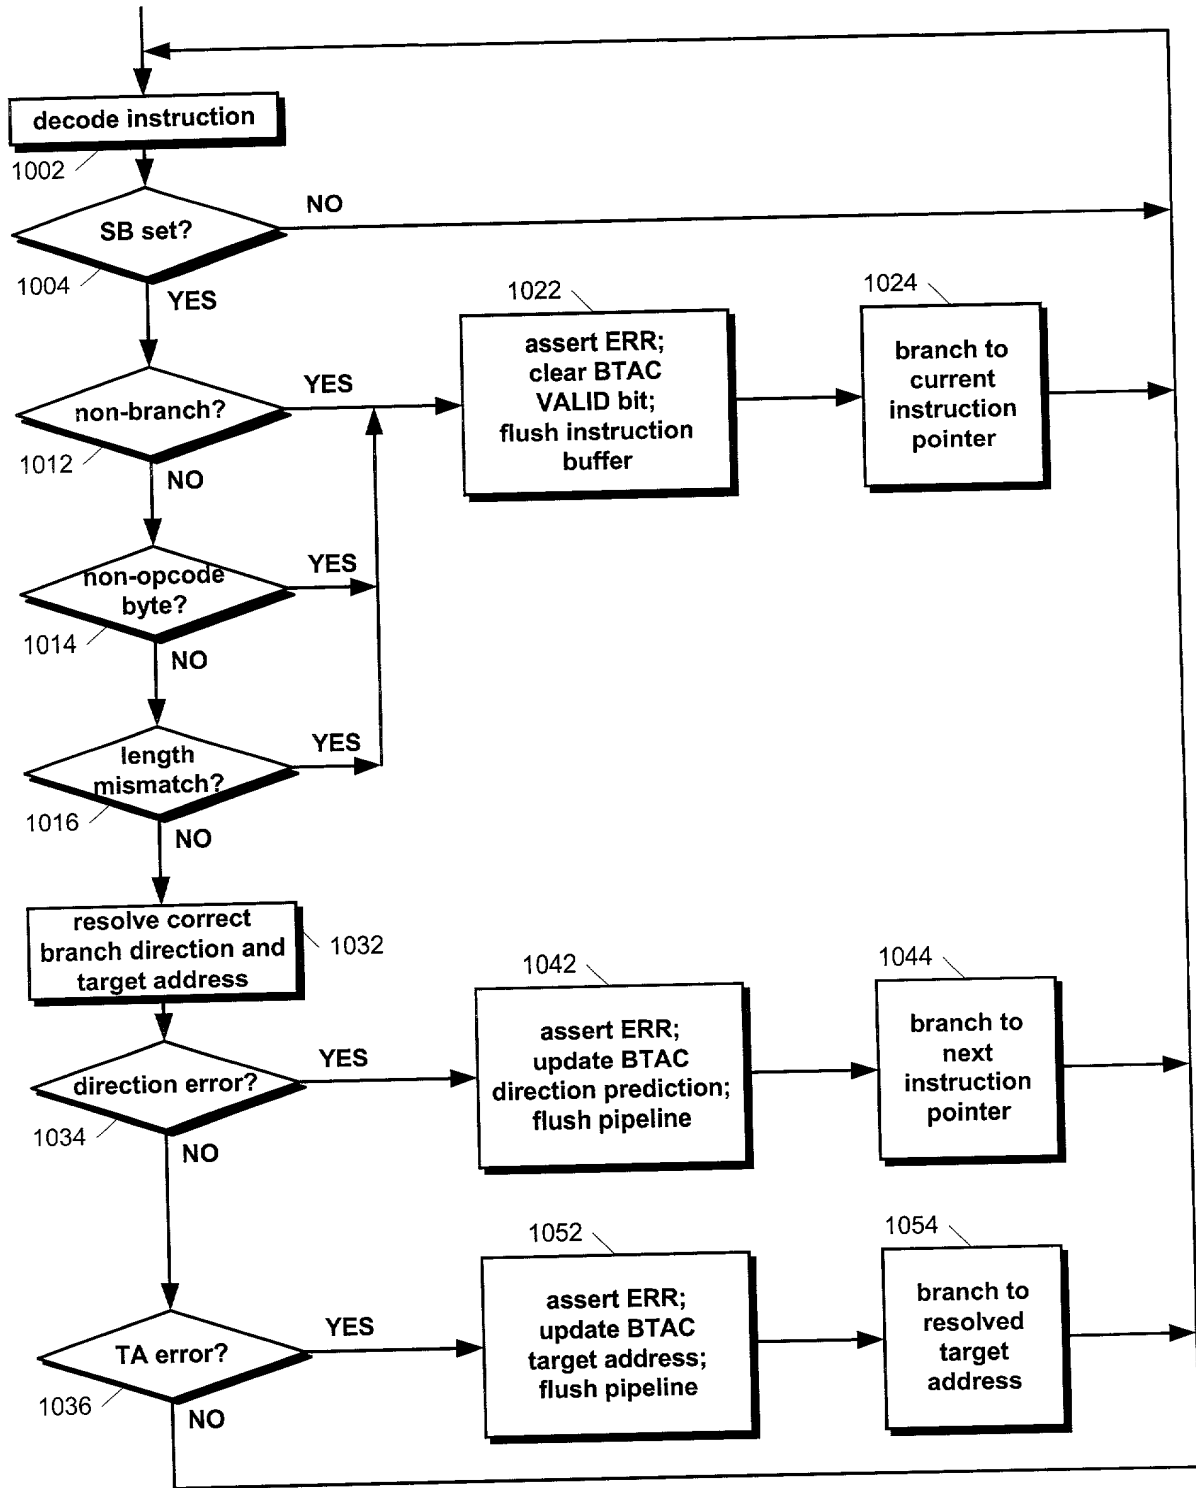 decode instruction
1002
SB set?
NO
1004
YES
1022
1024
assert ERR;
clear BTAC
VALID bit;
flush instruction
buffer
branch to
current
instruction
pointer
non-branch?
YES
1012
NO
non-opcode
byte?
YES
1014
NO
length
mismatch?
YES
1016
NO
resolve correct
branch direction and
target address
1032
1042
1044
assert ERR;
update BTAC
direction prediction;
flush pipeline
branch to
next
instruction
pointer
direction error?
YES
1034
NO
1052
1054
assert ERR;
update BTAC
target address;
flush pipeline
branch to
resolved
target
address
TA error?
YES
1036
NO